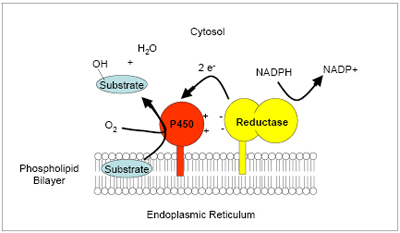 Cytosol
H₂O
OH +
2 e-
NADPH
NADP+
Substrate
O₂
P450
+ -
+ -
Reductase
Phospholipid
Bilayer
Substrate
Endoplasmic Reticulum